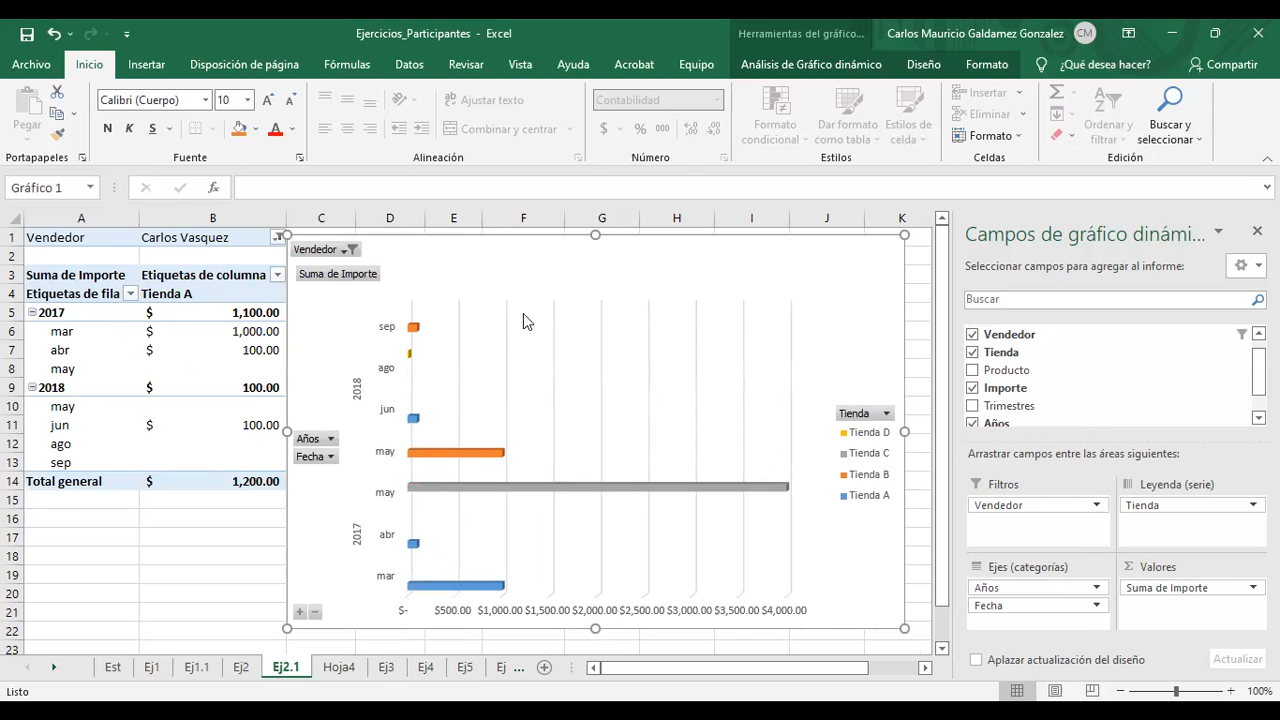 Ejercicios_Participantes - Excel
Herramientas del gráfico...
Carlos Mauricio Galdamez Gonzalez
CM
Archivo Inicio Insertar Disposición de página Fórmulas Datos Revisar Vista Ayuda Acrobat Equipo Análisis de Gráfico dinámico Diseño Formato ¿Qué desea hacer? Compartir
Pegar
Calibri (Cuerpo) 10
N K S
Ajustar texto
Combinar y centrar
Contabilidad
$ % 000
Formato condicional
Dar formato como tabla
Estilos de celda
Insertar
Eliminar
Formato
Ordenar y filtrar
Buscar y seleccionar
Portapapeles Fuente Alineación Número Estilos Celdas Edición
Gráfico 1
fx
A B C D E F G H I J K
1 Vendedor Carlos Vasquez
2
3 Suma de Importe Etiquetas de columna
4 Etiquetas de fila Tienda A
5 2017 $ 1,100.00
6 mar $ 1,000.00
7 abr $ 100.00
8 may
9 2018 $ 100.00
10 may
11 jun $ 100.00
12 ago
13 sep
14 Total general $ 1,200.00
15
16
17
18
19
20
21
22
23
Vendedor
Suma de Importe
sep
ago
jun
may
2018
may
abr
mar
2017
Años
Fecha
$- $500.00 $1,000.00 $1,500.00 $2,000.00 $2,500.00 $3,000.00 $3,500.00 $4,000.00
Tienda
Tienda D
Tienda C
Tienda B
Tienda A
Campos de gráfico dinámi...
Seleccionar campos para agregar al informe:
Buscar
Vendedor
Tienda
Producto
Importe
Trimestres
Años
Arrastrar campos entre las áreas siguientes:
Filtros
Vendedor
Leyenda (serie)
Tienda
Ejes (categorías)
Años
Fecha
Σ Valores
Suma de Importe
Aplazar actualización del diseño
Actualizar
Est Ej1 Ej1.1 Ej2 Ej2.1 Hoja4 Ej3 Ej4 Ej5 Ej ...
Listo
100%